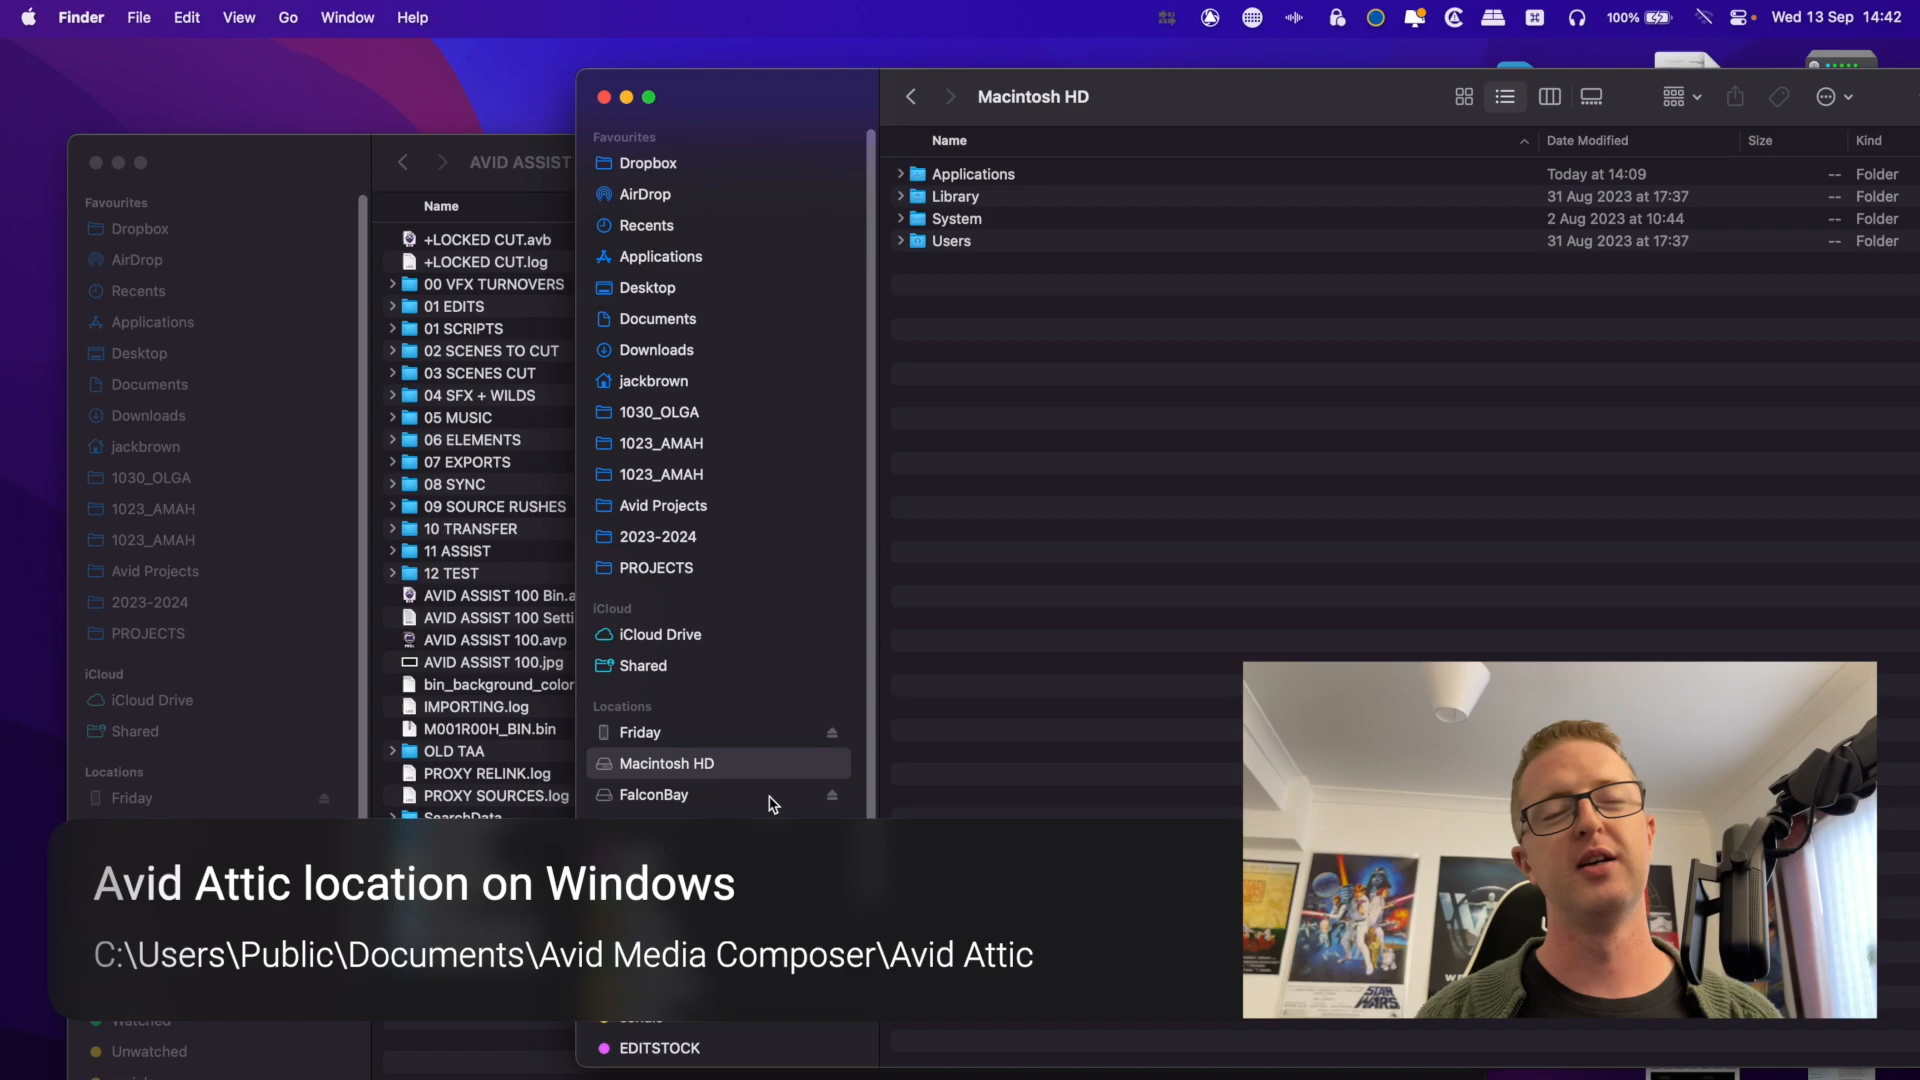 Finder File Edit View Go Window Help
100% Wed 13 Sep 14:42
Macintosh HD
Name Date Modified Size Kind
Applications Today at 14:09 -- Folder
Library 31 Aug 2023 at 17:37 -- Folder
System 2 Aug 2023 at 10:44 -- Folder
Users 31 Aug 2023 at 17:37 -- Folder
Favourites
Dropbox
AirDrop
Recents
Applications
Desktop
Documents
Downloads
jackbrown
1030_OLGA
1023_AMAH
1023_AMAH
Avid Projects
2023-2024
PROJECTS
iCloud
iCloud Drive
Shared
Locations
Friday
Macintosh HD
FalconBay
EDITSTOCK
AVID ASSIST
Name
+LOCKED CUT.avb
+LOCKED CUT.log
00 VFX TURNOVERS
01 EDITS
01 SCRIPTS
02 SCENES TO CUT
03 SCENES CUT
04 SFX + WILDS
05 MUSIC
06 ELEMENTS
07 EXPORTS
08 SYNC
09 SOURCE RUSHES
10 TRANSFER
11 ASSIST
12 TEST
AVID ASSIST 100 Bin.a
AVID ASSIST 100 Setti
AVID ASSIST 100.avp
AVID ASSIST 100.jpg
bin_background_color
IMPORTING.log
M001R00H_BIN.bin
OLD TAA
PROXY RELINK.log
PROXY SOURCES.log
SearchData
Favourites
Dropbox
AirDrop
Recents
Applications
Desktop
Documents
Downloads
jackbrown
1030_OLGA
1023_AMAH
1023_AMAH
Avid Projects
2023-2024
PROJECTS
iCloud
iCloud Drive
Shared
Locations
Friday
Watched
Unwatched
Avid Attic location on Windows
C:\Users\Public\Documents\Avid Media Composer\Avid Attic
STAR
WARS